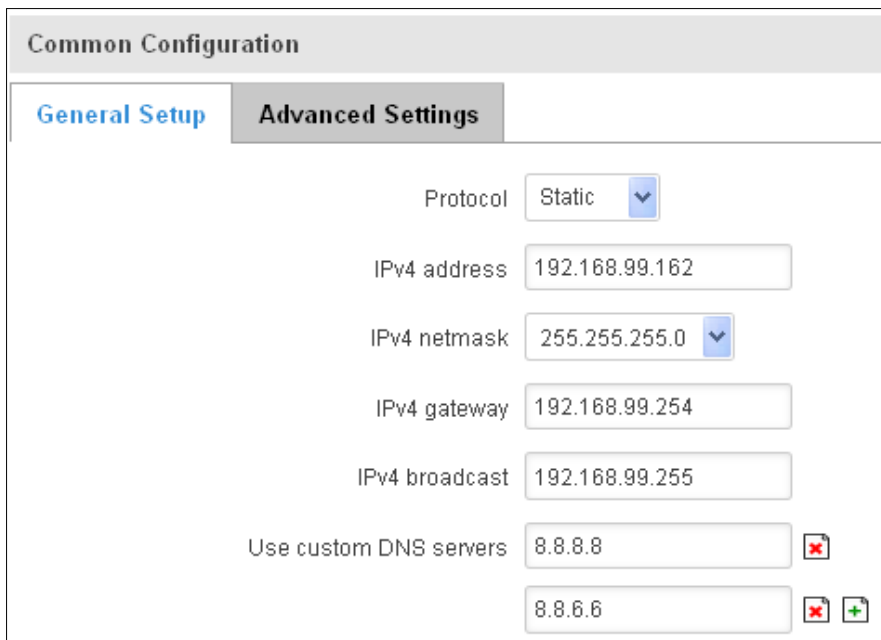 Common Configuration
General Setup Advanced Settings
Protocol Static
IPv4 address 192.168.99.162
IPv4 netmask 255.255.255.0
IPv4 gateway 192.168.99.254
IPv4 broadcast 192.168.99.255
Use custom DNS servers 8.8.8.8
8.8.6.6